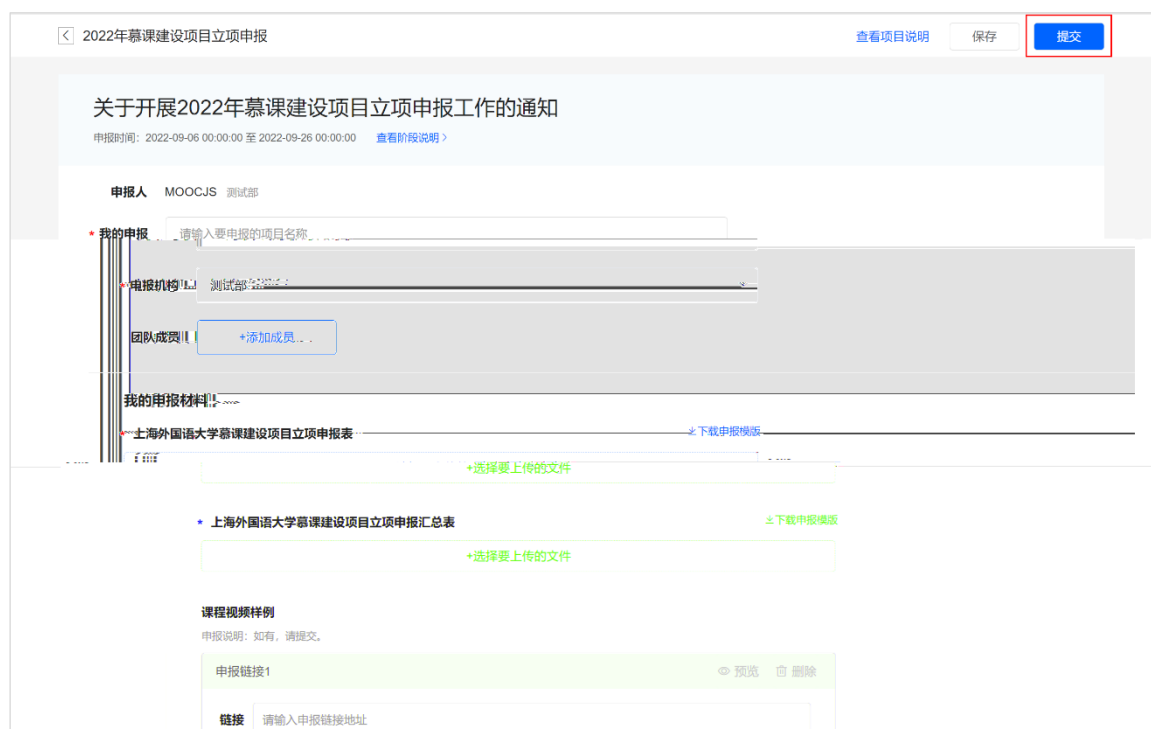 2022年慕课建设项目立项申报 查看项目说明 保存 提交
关于开展2022年慕课建设项目立项申报工作的通知
申报时间：2022-09-06 00:00:00 至 2022-09-26 00:00:00 查看阶段说明
申报人 MOOCJS 测试部
* 我的申报 请输入要申报的项目名称
* 申报机构 测试部
团队成员 +添加成员
我的申报材料
* 上海外国语大学慕课建设项目立项申报表 下载申报模版
+选择要上传的文件
* 上海外国语大学慕课建设项目立项申报汇总表 下载申报模版
+选择要上传的文件
课程视频样例
申报说明：如有，请提交。
申报链接1 预览 删除
链接 请输入申报链接地址